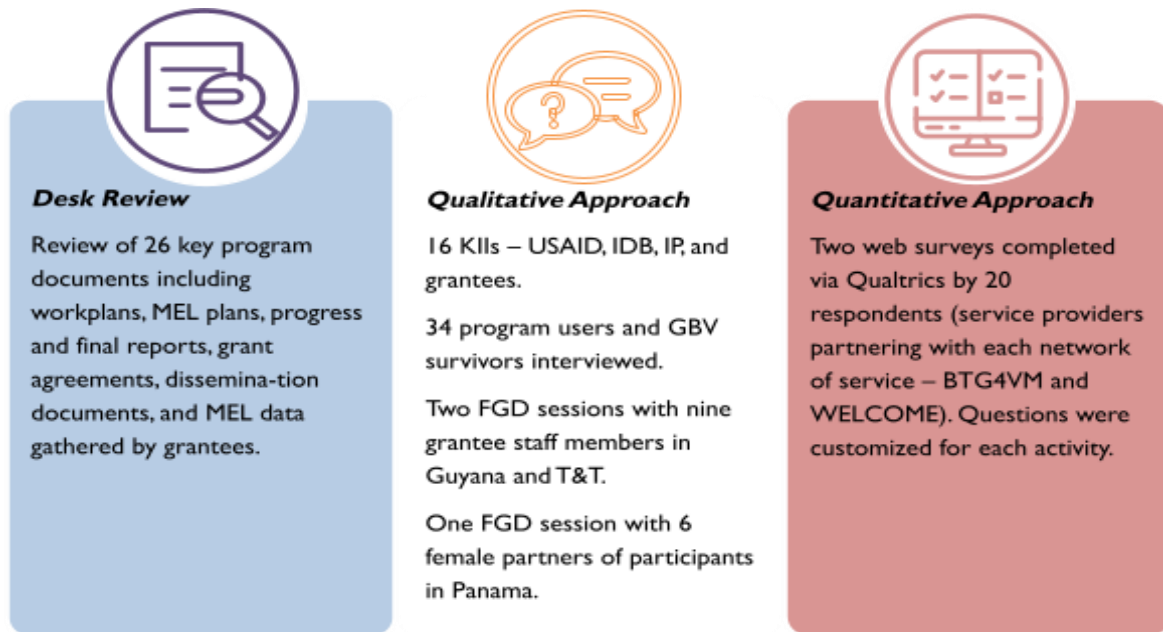 Desk Review
Review of 26 key program
documents including
workplans, MEL plans, progress
and final reports, grant
agreements, dissemina-tion
documents, and MEL data
gathered by grantees.
?
Qualitative Approach
16 KIIs – USAID, IDB, IP, and
grantees.
34 program users and GBV
survivors interviewed.
Two FGD sessions with nine
grantee staff members in
Guyana and T&T.
One FGD session with 6
female partners of participants
in Panama.
Quantitative Approach
Two web surveys completed
via Qualtrics by 20
respondents (service providers
partnering with each network
of service – BTG4VM and
WELCOME). Questions were
customized for each activity.